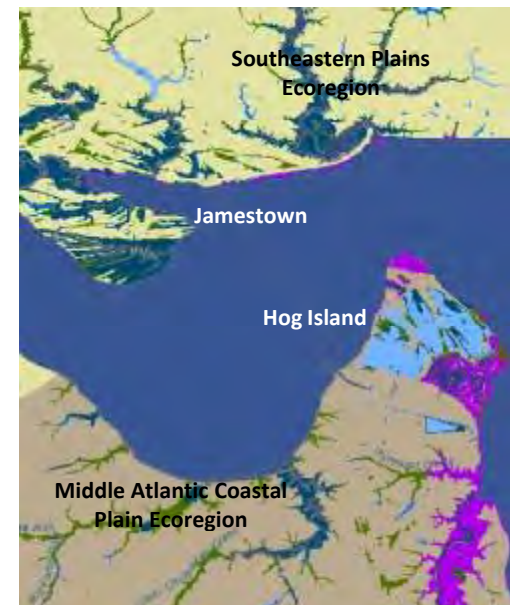 Southeastern Plains
Ecoregion
Jamestown
Hog Island
Middle Atlantic Coastal
Plain Ecoregion